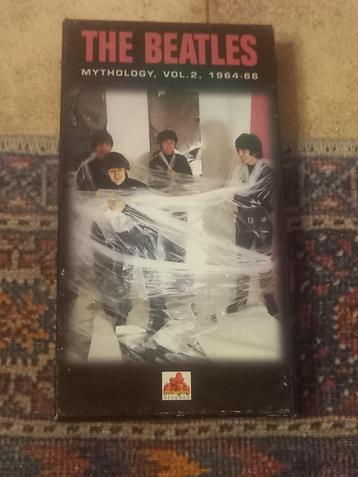 THE BEATLES
MYTHOLOGY, VOL.2, 1964-66